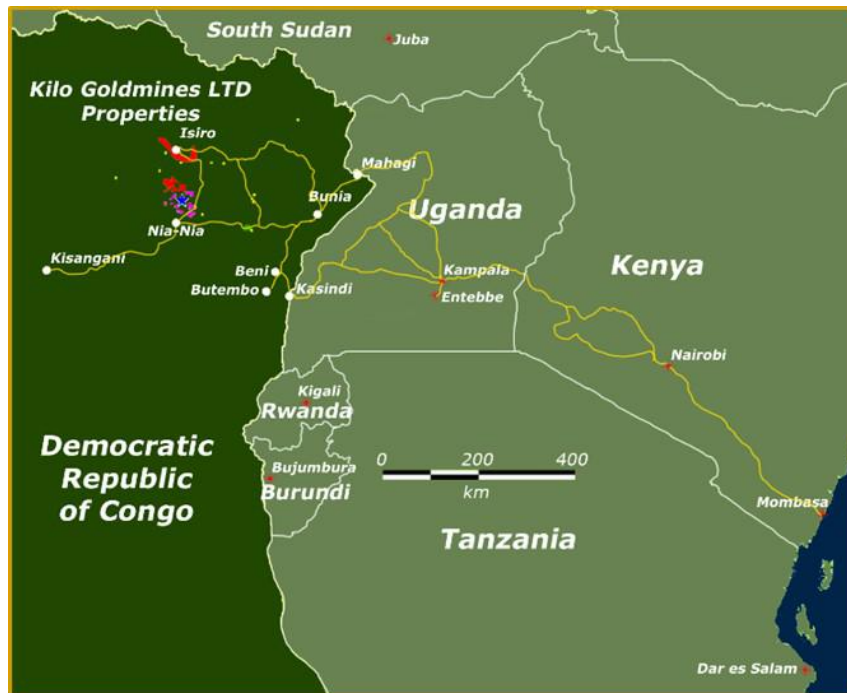 South Sudan
Juba
Kilo Goldmines LTD
Properties
Isiro
Mahagi
Bunia
Uganda
Nia-Nia
Kisangani
Beni
Kampala
Kenya
Butembo
Kasindi
Entebbe
Nairobi
Kigali
Rwanda
Democratic
Republic
of Congo
0 200 400
km
Bujumbura
Burundi
Mombasa
Tanzania
Dar es Salam